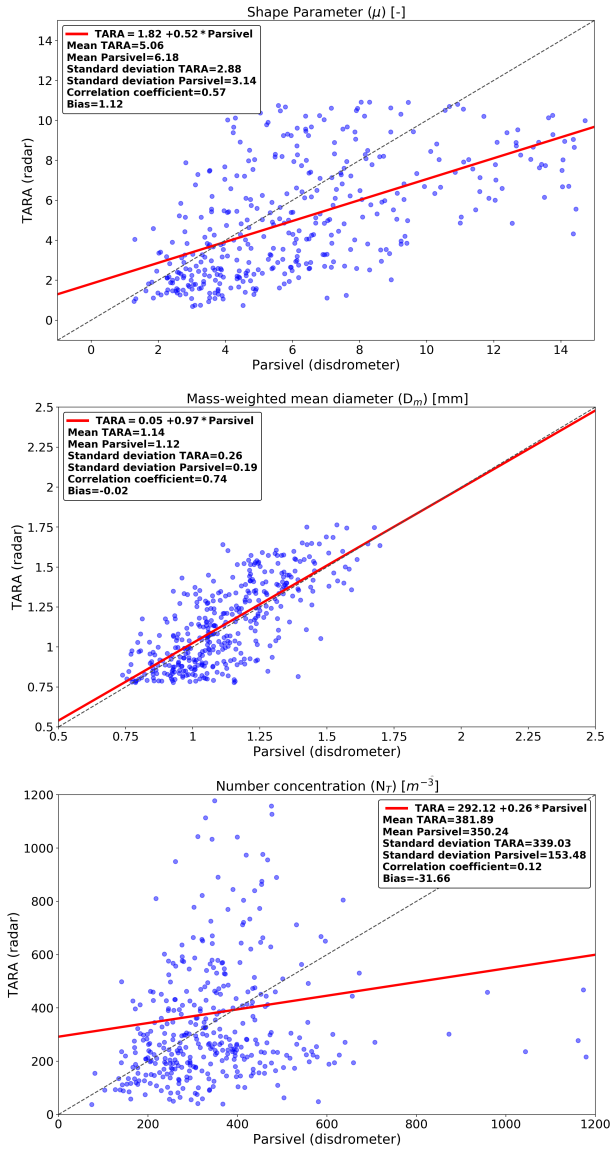 Shape Parameter (μ) [-]
TARA = 1.82 +0.52 * Parsivel
Mean TARA=5.06
Mean Parsivel=6.18
Standard deviation TARA=2.88
Standard deviation Parsivel=3.14
Correlation coefficient=0.57
Bias=1.12
14
12
10
8
6
4
2
0
TARA (radar)
0 2 4 6 8 10 12 14
Parsivel (disdrometer)
Mass-weighted mean diameter (Dm) [mm]
TARA = 0.05 +0.97 * Parsivel
Mean TARA=1.14
Mean Parsivel=1.12
Standard deviation TARA=0.26
Standard deviation Parsivel=0.19
Correlation coefficient=0.74
Bias=-0.02
2.5
2.25
2
1.75
1.5
1.25
1
0.75
0.5
TARA (radar)
0.5 0.75 1 1.25 1.5 1.75 2 2.25 2.5
Parsivel (disdrometer)
Number concentration (NT) [m⁻³]
TARA = 292.12 +0.26 * Parsivel
Mean TARA=381.89
Mean Parsivel=350.24
Standard deviation TARA=339.03
Standard deviation Parsivel=153.48
Correlation coefficient=0.12
Bias=-31.66
1200
1000
800
600
400
200
0
TARA (radar)
0 200 400 600 800 1000 1200
Parsivel (disdrometer)